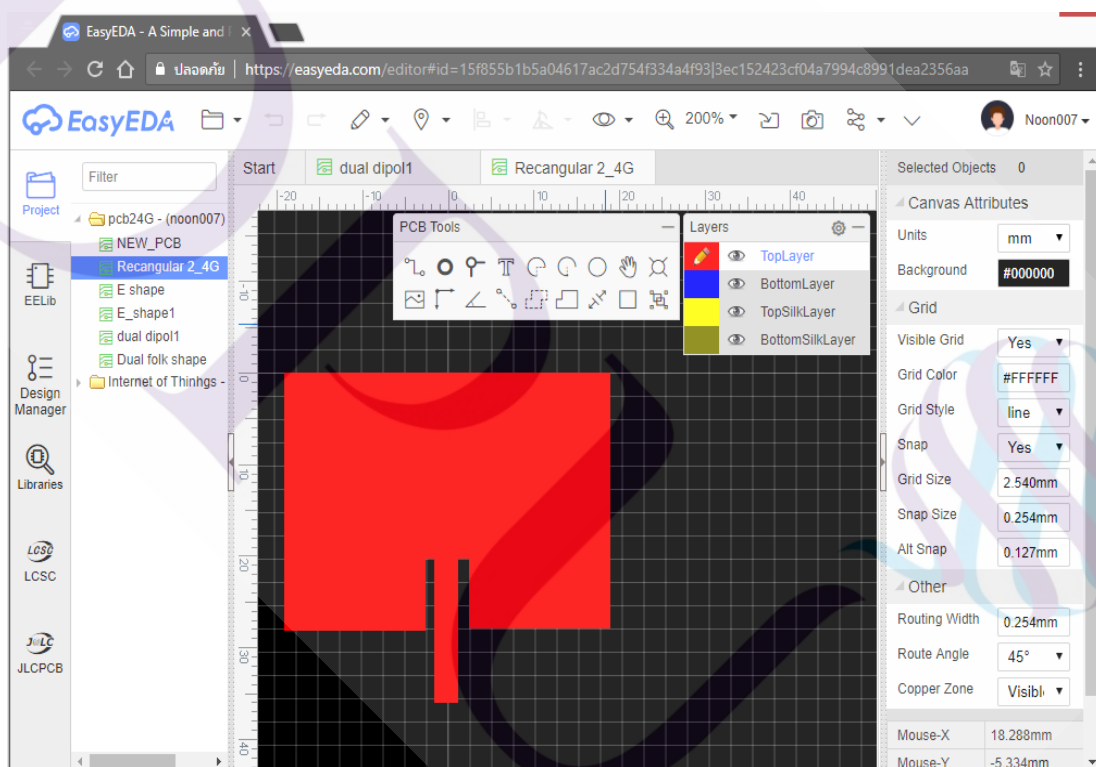 EasyEDA - A Simple and
ปลอดภัย | https://easyeda.com/editor#id=15f855b1b5a04617ac2d754f334a4f93|3ec152423cf04a7994c8991dea2356aa
EasyEDA 200% Noon007
Project
EELib
Design
Manager
Libraries
LCSC
LCSC
J@LC
JLCPCB
Filter
pcb24G - (noon007)
NEW_PCB
Recangular 2_4G
E shape
E_shape1
dual dipol1
Dual folk shape
Internet of Thinhgs -
Start dual dipol1 Recangular 2_4G
-20 -10 0 10 20 30 40
-10
0
10
20
30
40
PCB Tools
T
Layers
TopLayer
BottomLayer
TopSilkLayer
BottomSilkLayer
Selected Objects 0
Canvas Attributes
Units mm
Background #000000
Grid
Visible Grid Yes
Grid Color #FFFFFF
Grid Style line
Snap Yes
Grid Size 2.540mm
Snap Size 0.254mm
Alt Snap 0.127mm
Other
Routing Width 0.254mm
Route Angle 45°
Copper Zone Visibl
Mouse-X 18.288mm
Mouse-Y -5.334mm